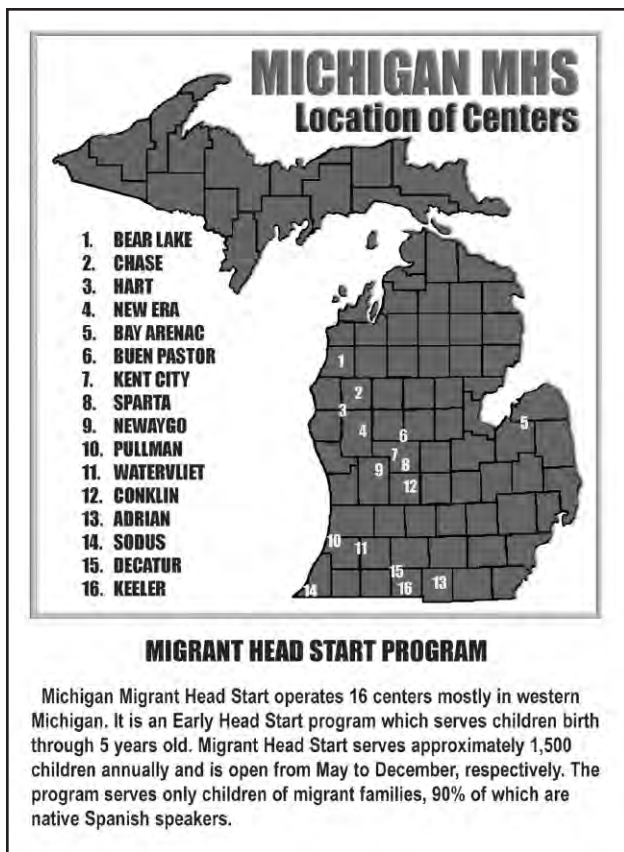 MICHIGAN MHS
Location of Centers
1. BEAR LAKE
2. CHASE
3. HART
4. NEW ERA
5. BAY ARENAC
6. BUEN PASTOR
7. KENT CITY
8. SPARTA
9. NEWAYGO
10. PULLMAN
11. WATERVLIET
12. CONKLIN
13. ADRIAN
14. SODUS
15. DECATUR
16. KEELER
1
2
3
4
5
6
7
8
9
12
10
11
15
13
14
16
MIGRANT HEAD START PROGRAM
Michigan Migrant Head Start operates 16 centers mostly in western
Michigan. It is an Early Head Start program which serves children birth
through 5 years old. Migrant Head Start serves approximately 1,500
children annually and is open from May to December, respectively. The
program serves only children of migrant families, 90% of which are
native Spanish speakers.